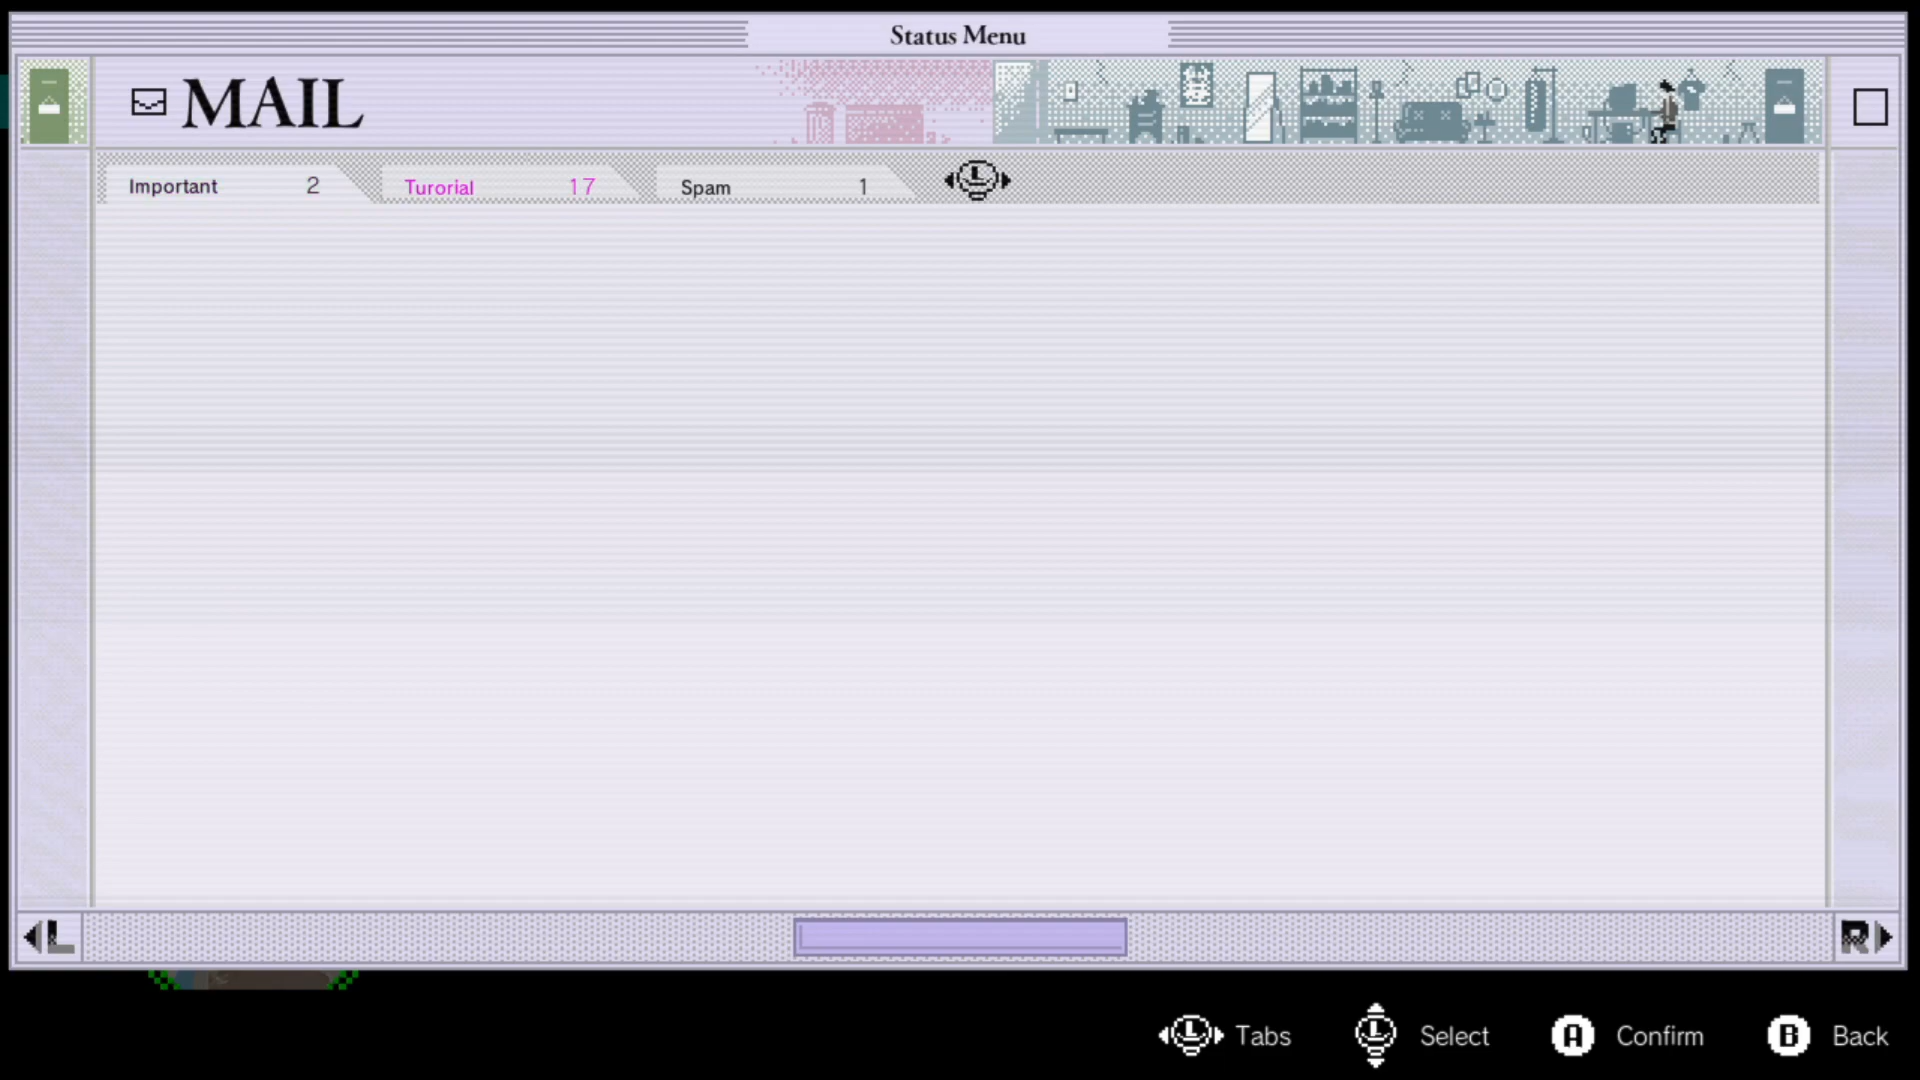 Status Menu
MAIL
Important 2
Turorial 17
Spam 1
L
L
R
L Tabs
L Select
A Confirm
B Back